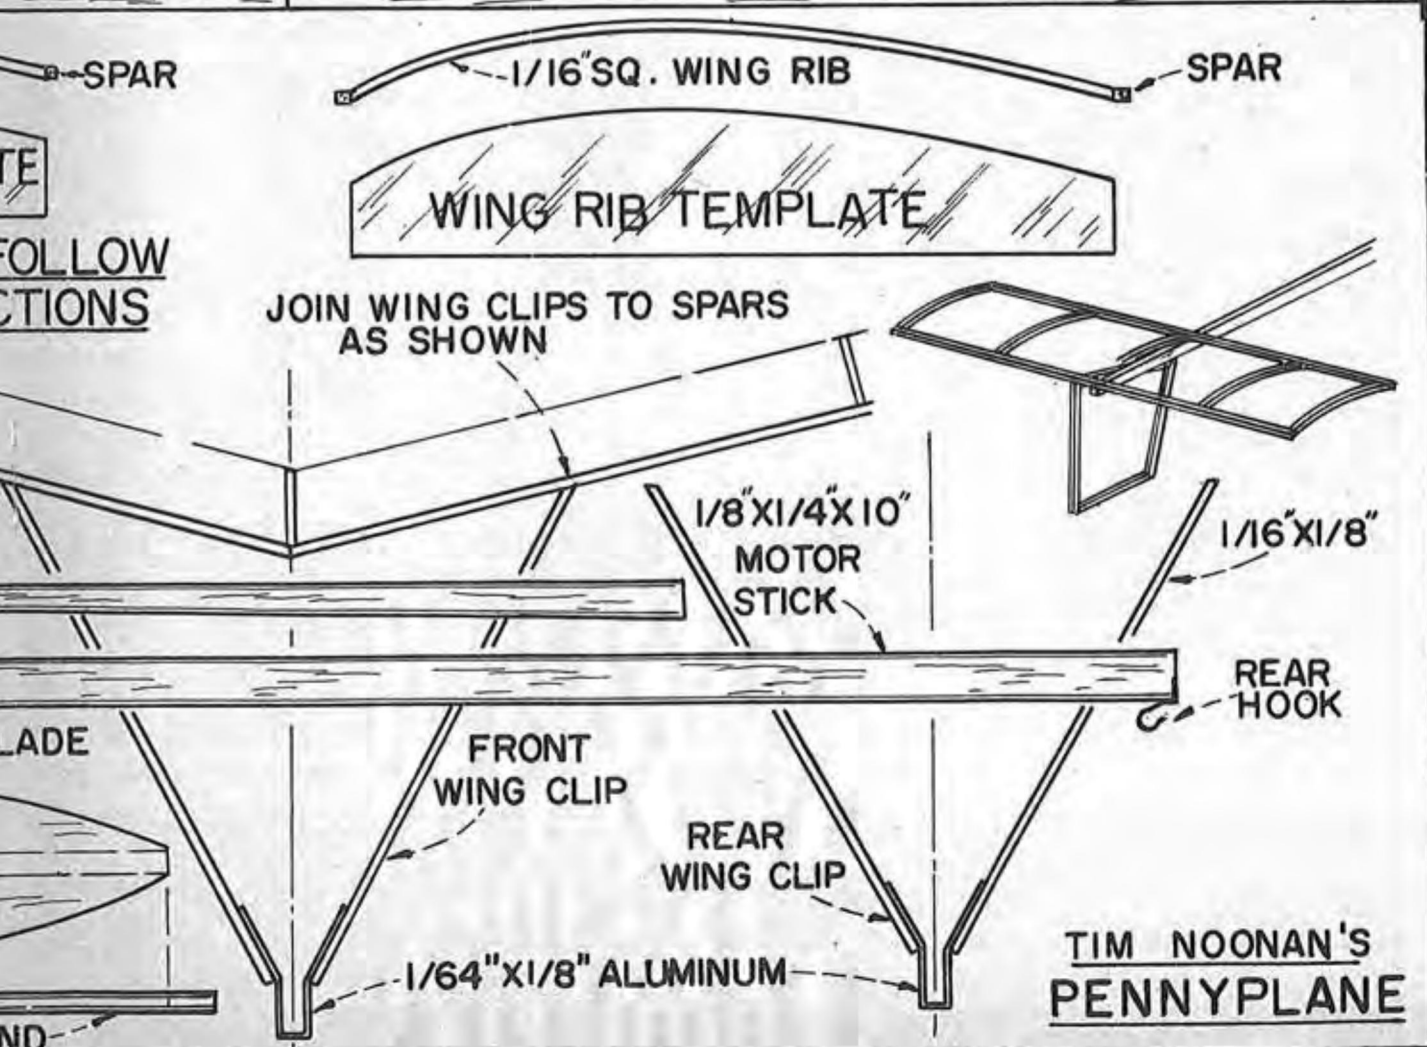 SPAR
1/16"SQ. WING RIB
SPAR
TE
WING RIB TEMPLATE
FOLLOW
CTIONS
JOIN WING CLIPS TO SPARS
AS SHOWN
1/8"X1/4"X10"
MOTOR
STICK
1/16"X1/8"
REAR
HOOK
LADE
FRONT
WING CLIP
REAR
WING CLIP
1/64"X1/8" ALUMINUM
ND
TIM NOONAN'S
PENNYPLANE